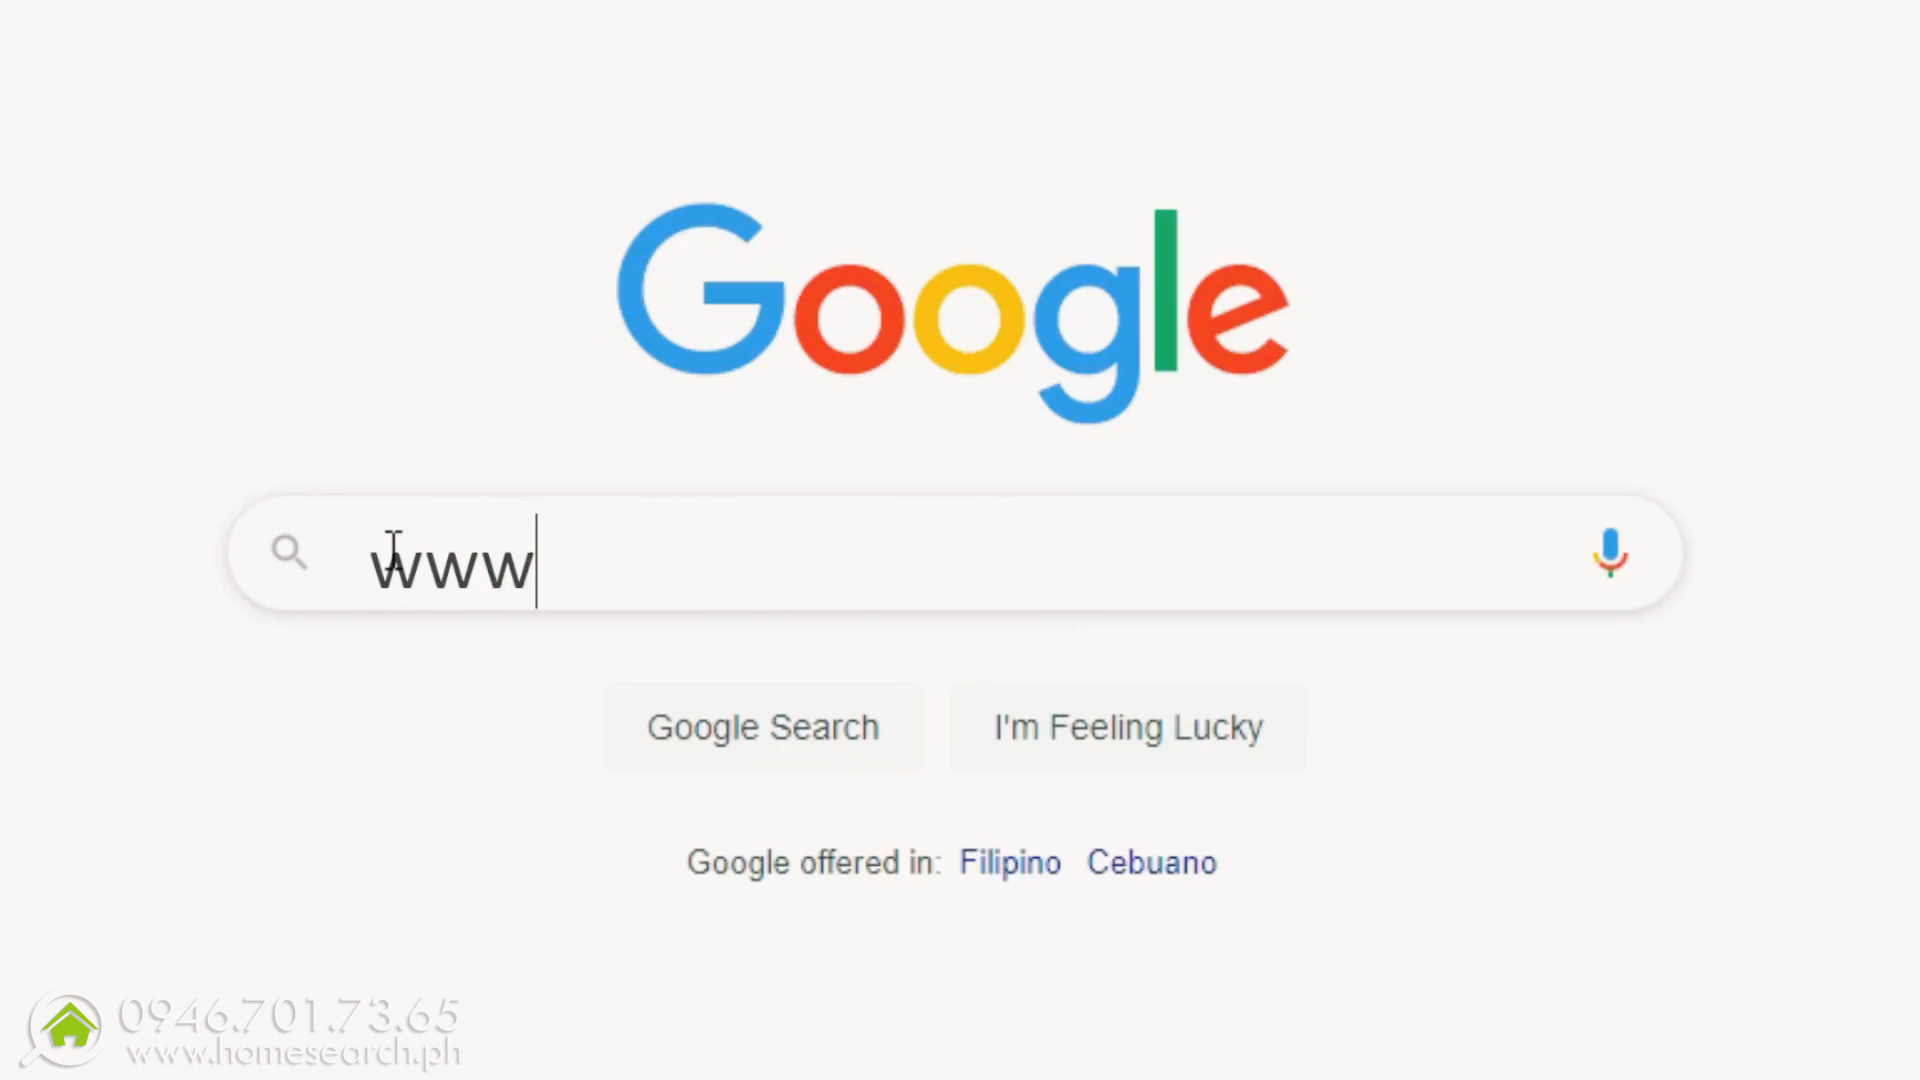 Google
www
Google Search
I'm Feeling Lucky
Google offered in: Filipino Cebuano
0946.701.73.65
www.homesearch.ph